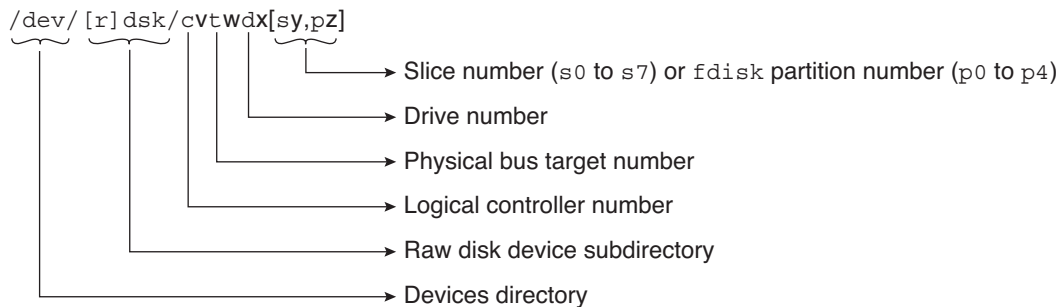 /dev/[r]dsk/cvtwdx[sy,pz]
Slice number (s0 to s7) or fdisk partition number (p0 to p4)
Drive number
Physical bus target number
Logical controller number
Raw disk device subdirectory
Devices directory